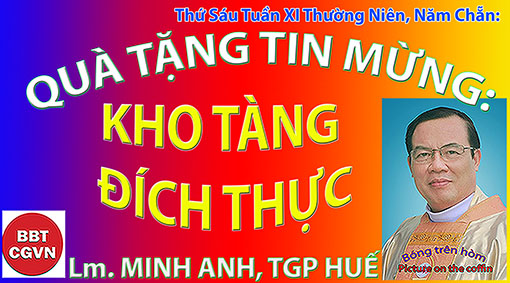 Thứ Sáu Tuần XI Thường Niên, Năm Chẵn:
QUÀ TẶNG TIN MỪNG:
KHO TÀNG
ĐÍCH THỰC
BBT
CGVN
Lm. MINH ANH, TGP HUẾ
Bóng trên hòm
Picture on the coffin